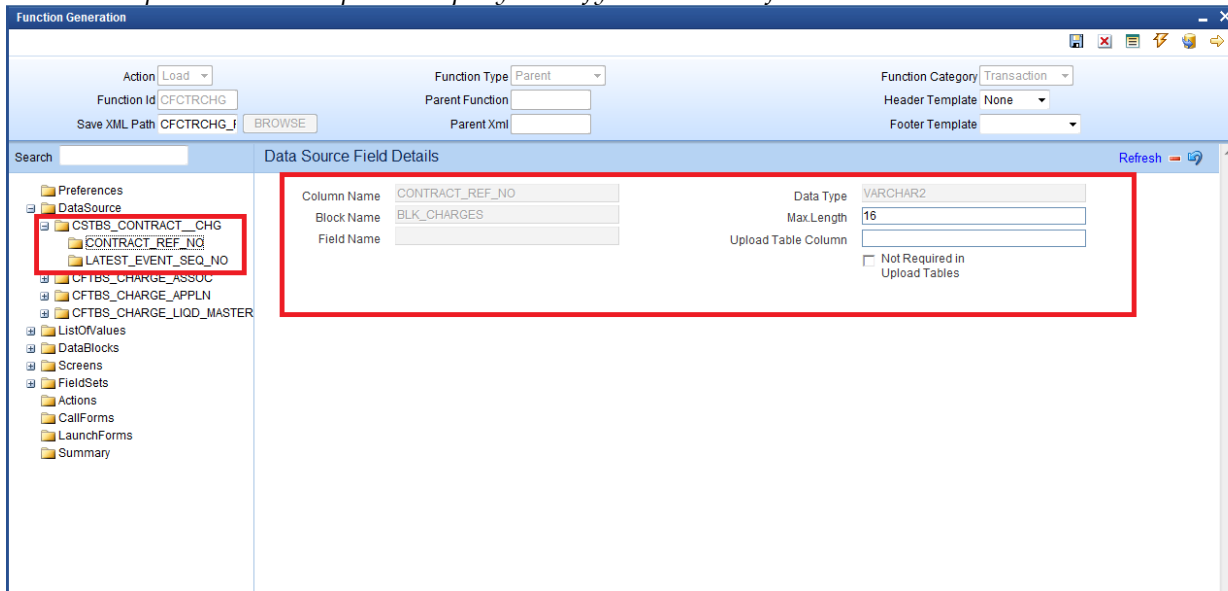 Function Generation
Action Load Function Type Parent Function Category Transaction
Function Id CFCTRCHG Parent Function Header Template None
Save XML Path CFCTRCHG_ BROWSE Parent Xml Footer Template
Search Data Source Field Details Refresh
Preferences
DataSource
CSTBS_CONTRACT__CHG
CONTRACT_REF_NO
LATEST_EVENT_SEQ_NO
CFTBS_CHARGE_ASSOC
CFTBS_CHARGE_APPLN
CFTBS_CHARGE_LIQD_MASTER
ListOfValues
DataBlocks
Screens
FieldSets
Actions
CallForms
LaunchForms
Summary
Column Name CONTRACT_REF_NO Data Type VARCHAR2
Block Name BLK_CHARGES Max.Length 16
Field Name Upload Table Column
Not Required in
Upload Tables